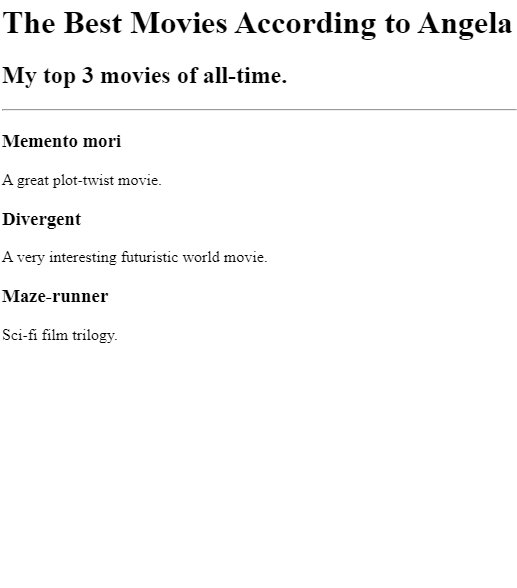 The Best Movies According to Angela
My top 3 movies of all-time.
Memento mori
A great plot-twist movie.
Divergent
A very interesting futuristic world movie.
Maze-runner
Sci-fi film trilogy.